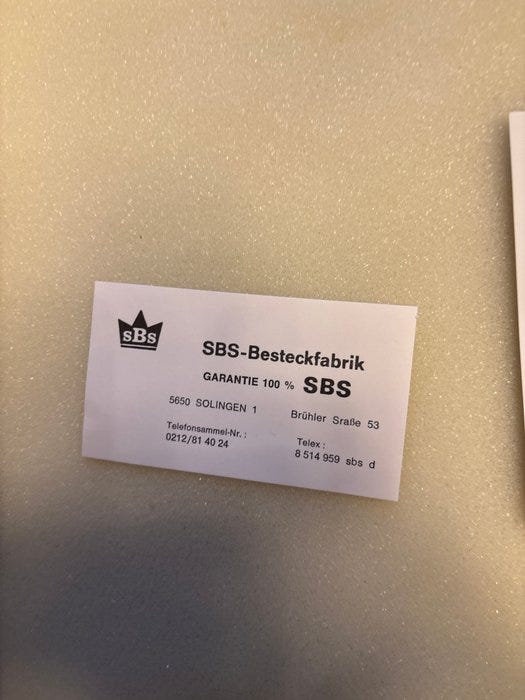 sBs
SBS-Besteckfabrik
GARANTIE 100 % SBS
5650 SOLINGEN 1 Brühler Sraße 53
Telefonsammel-Nr.: Telex:
0212/81 40 24 8 514 959 sbs d